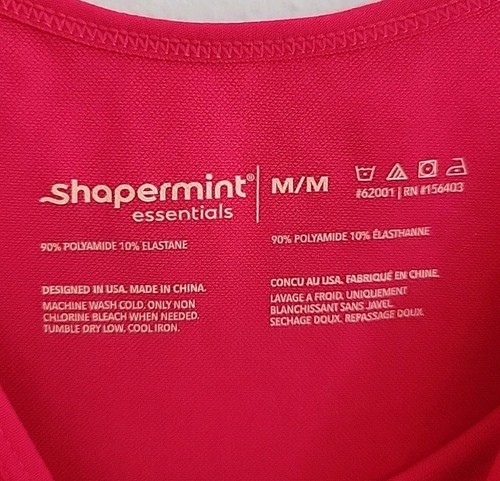 shapermint®
essentials
M/M
#62001 | RN #156403
90% POLYAMIDE 10% ELASTANE
90% POLYAMIDE 10% ÉLASTHANNE
DESIGNED IN USA. MADE IN CHINA.
MACHINE WASH COLD. ONLY NON
CHLORINE BLEACH WHEN NEEDED.
TUMBLE DRY LOW, COOL IRON.
CONCU AU USA. FABRIQUÉ EN CHINE.
LAVAGE A FROID. UNIQUEMENT
BLANCHISSANT SANS JAVEL.
SECHAGE DOUX. REPASSAGE DOUX.